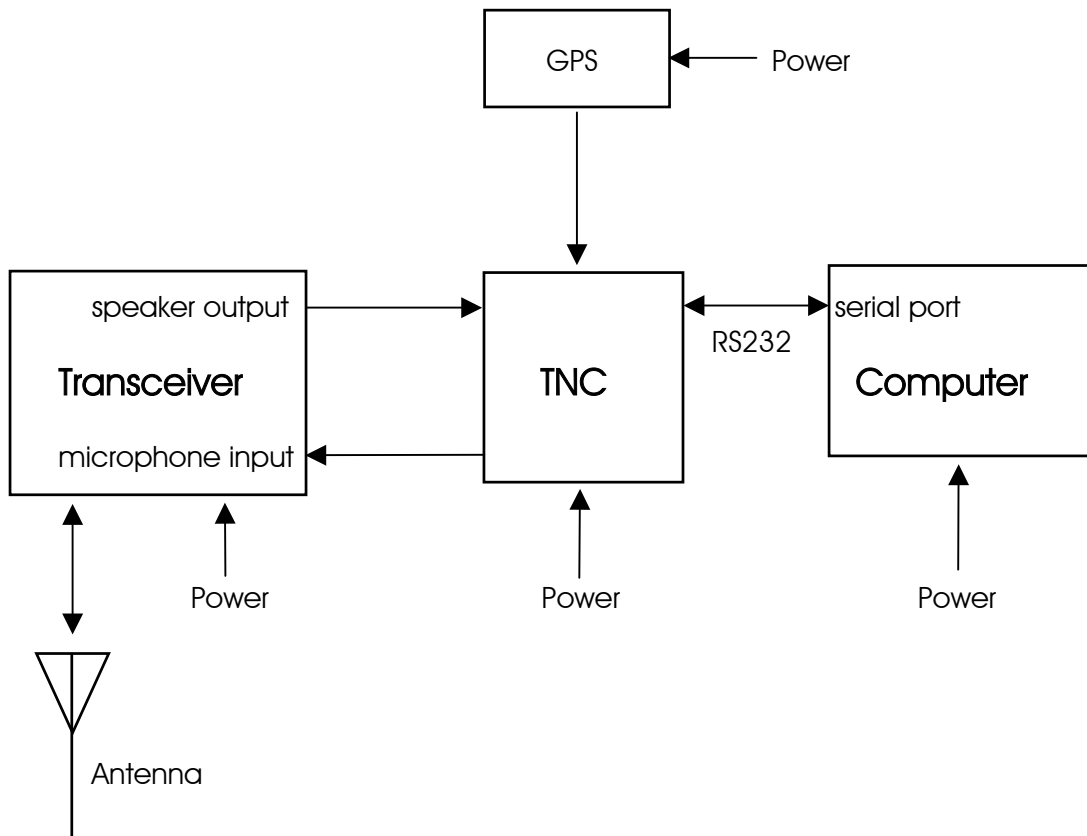 GPS
Power
speaker output
Transceiver
microphone input
TNC
RS232
serial port
Computer
Power
Power
Power
Antenna